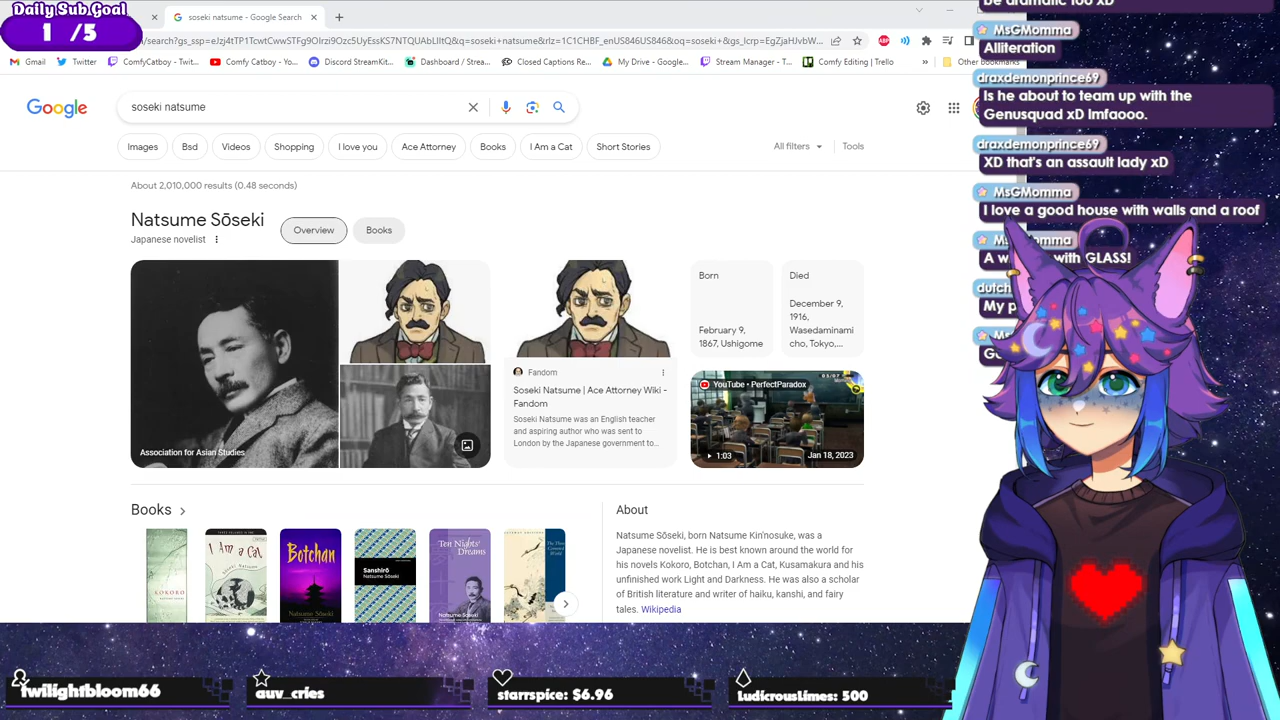 Daily Sub Goal
1 /5
soseki natsume - Google Search
Gmail
Twitter
ComfyCatboy - Twit...
Comfy Catboy - You...
Discord StreamKit...
Dashboard / Strea...
Closed Captions Re...
My Drive - Google...
Stream Manager - T...
Comfy Editing | Trello
Other bookmarks
Google
soseki natsume
Images
Bsd
Videos
Shopping
I love you
Ace Attorney
Books
I Am a Cat
Short Stories
All filters
Tools
About 2,010,000 results (0.48 seconds)
Natsume Sōseki
Japanese novelist
Overview
Books
Association for Asian Studies
Fandom
Soseki Natsume | Ace Attorney Wiki -
Fandom
Soseki Natsume was an English teacher
and aspiring author who was sent to
London by the Japanese government to...
Born
February 9,
1867, Ushigome
Died
December 9,
1916,
Wasedaminami
cho, Tokyo,...
YouTube • PerfectParadox
1:03
Jan 18, 2023
Books
KOKORO
I Am a Cat
Botchan
Natsume Sōseki
Sanshirō
Natsume Sōseki
Ten Nights'
Dreams
About
Natsume Sōseki, born Natsume Kin'nosuke, was a
Japanese novelist. He is best known around the world for
his novels Kokoro, Botchan, I Am a Cat, Kusamakura and his
unfinished work Light and Darkness. He was also a scholar
of British literature and writer of haiku, kanshi, and fairy
tales. Wikipedia
be dramatic too xD
MsGMomma
Alliteration
draxdemonprince69
Is he about to team up with the
Genusquad xD lmfaooo.
draxdemonprince69
XD that's an assault lady xD
MsGMomma
I love a good house with walls and a roof
with GLASS!
twilightbloom66
auv_cries
starrspice: $6.96
LudicrousLimes: 500